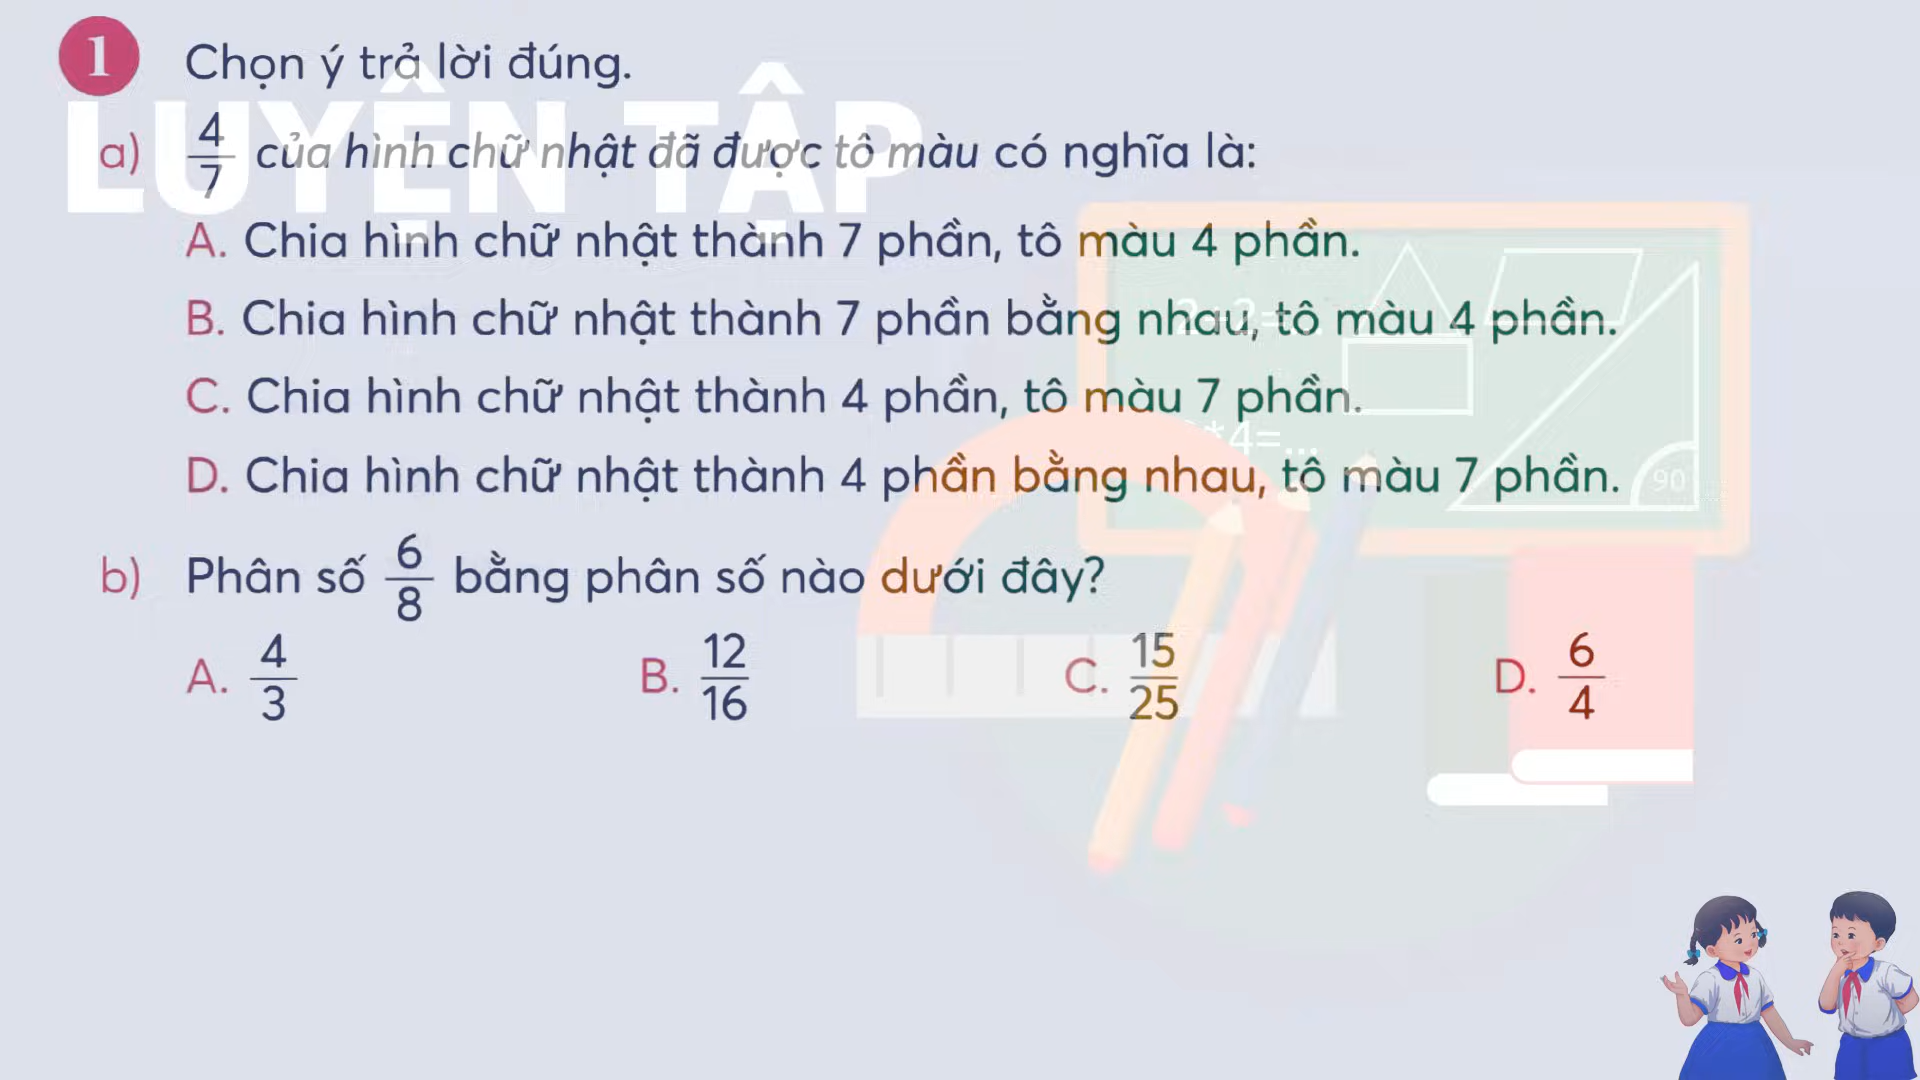 1 Chọn ý trả lời đúng.
LUYỆN TẬP
a) 4/7 của hình chữ nhật đã được tô màu có nghĩa là:
A. Chia hình chữ nhật thành 7 phần, tô màu 4 phần.
B. Chia hình chữ nhật thành 7 phần bằng nhau, tô màu 4 phần.
C. Chia hình chữ nhật thành 4 phần, tô màu 7 phần.
D. Chia hình chữ nhật thành 4 phần bằng nhau, tô màu 7 phần.
90
b) Phân số 6/8 bằng phân số nào dưới đây?
A. 4/3 B. 12/16 C. 15/25 D. 6/4